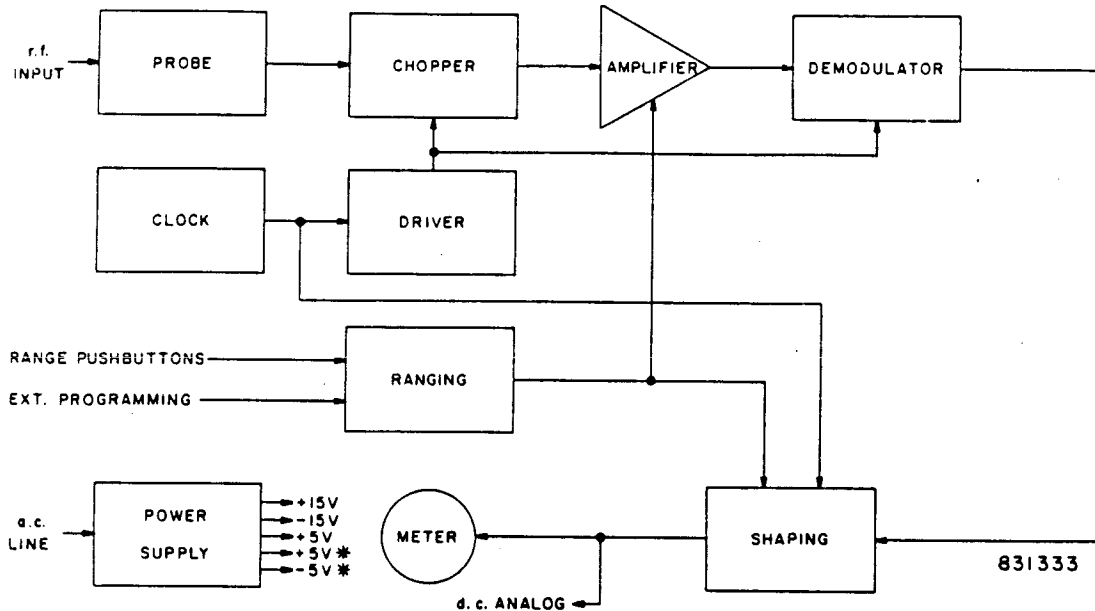 r.f.
INPUT
PROBE
CHOPPER
AMPLIFIER
DEMODULATOR
CLOCK
DRIVER
RANGE PUSHBUTTONS
EXT. PROGRAMMING
RANGING
a.c.
LINE
POWER
SUPPLY
+15V
-15V
+5V
+5V*
-5V*
METER
SHAPING
831333
d.c. ANALOG